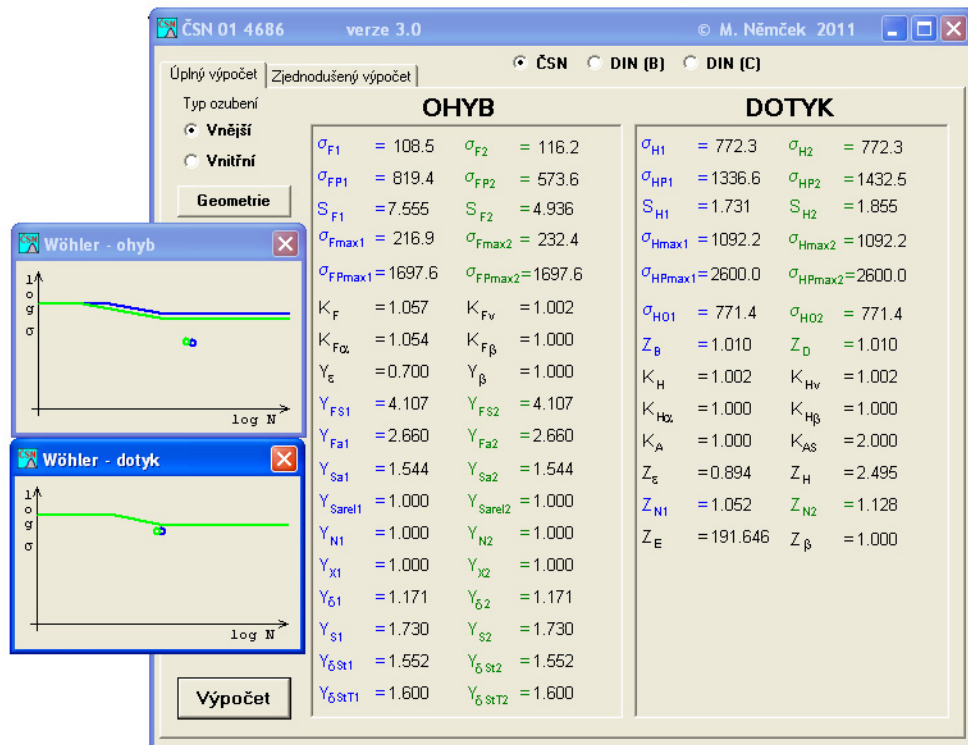 ČSN 01 4686 verze 3.0 © M. Němček 2011
Úplný výpočet Zjednodušený výpočet
ČSN DIN (B) DIN (C)
Typ ozubení
Vnější
Vnitřní
Geometrie
OHYB
σF1 = 108.5 σF2 = 116.2
σFP1 = 819.4 σFP2 = 573.6
SF1 =7.555 SF2 =4.936
σFmax1 = 216.9 σFmax2 = 232.4
σFPmax1 =1697.6 σFPmax2 =1697.6
KF =1.057 KFv =1.002
KFα =1.054 KFβ =1.000
Yε =0.700 Yβ =1.000
YFS1 =4.107 YFS2 =4.107
YFa1 =2.660 YFa2 =2.660
YSa1 =1.544 YSa2 =1.544
YSarel1 =1.000 YSarel2 =1.000
YN1 =1.000 YN2 =1.000
YX1 =1.000 YX2 =1.000
Yδ1 =1.171 Yδ2 =1.171
YS1 =1.730 YS2 =1.730
YδSt1 =1.552 YδSt2 =1.552
YδStT1 =1.600 YδStT2 =1.600
DOTYK
σH1 = 772.3 σH2 = 772.3
σHP1 =1336.6 σHP2 =1432.5
SH1 =1.731 SH2 =1.855
σHmax1 =1092.2 σHmax2 =1092.2
σHPmax1 =2600.0 σHPmax2 =2600.0
σHO1 = 771.4 σHO2 = 771.4
ZB =1.010 ZD =1.010
KH =1.002 KHv =1.002
KHα =1.000 KHβ =1.000
KA =1.000 KAS =2.000
Zε =0.894 ZH =2.495
ZN1 =1.052 ZN2 =1.128
ZE =191.646 Zβ =1.000
Wöhler - ohyb
log σ
log N
Wöhler - dotyk
log σ
log N
Výpočet